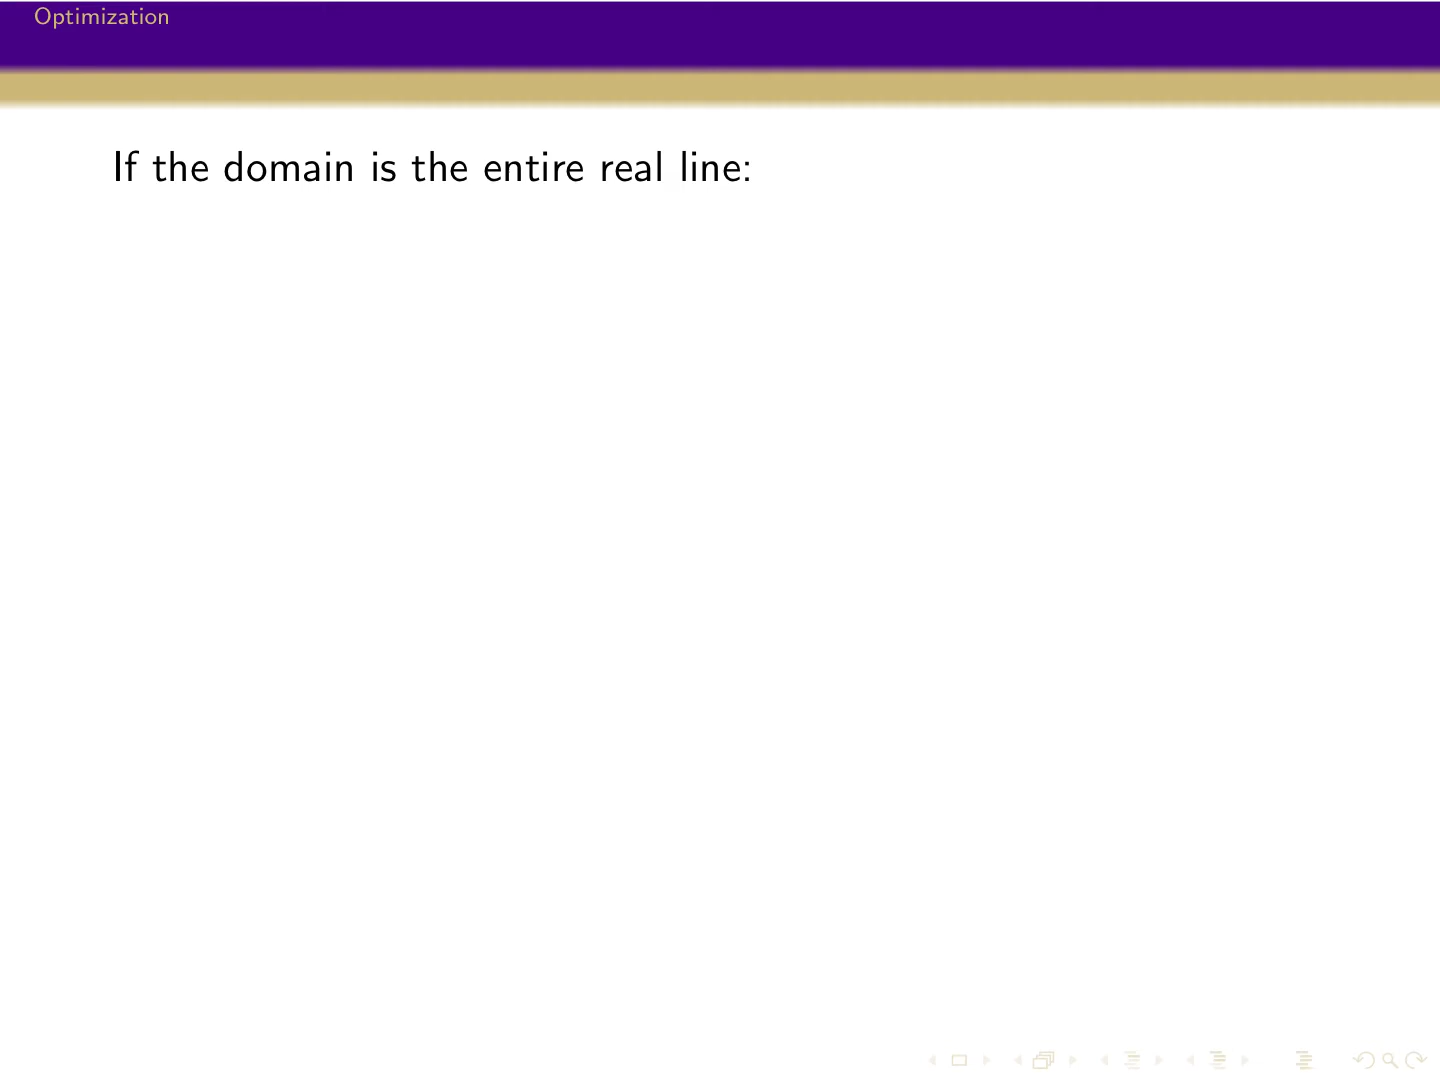 Optimization
If the domain is the entire real line: